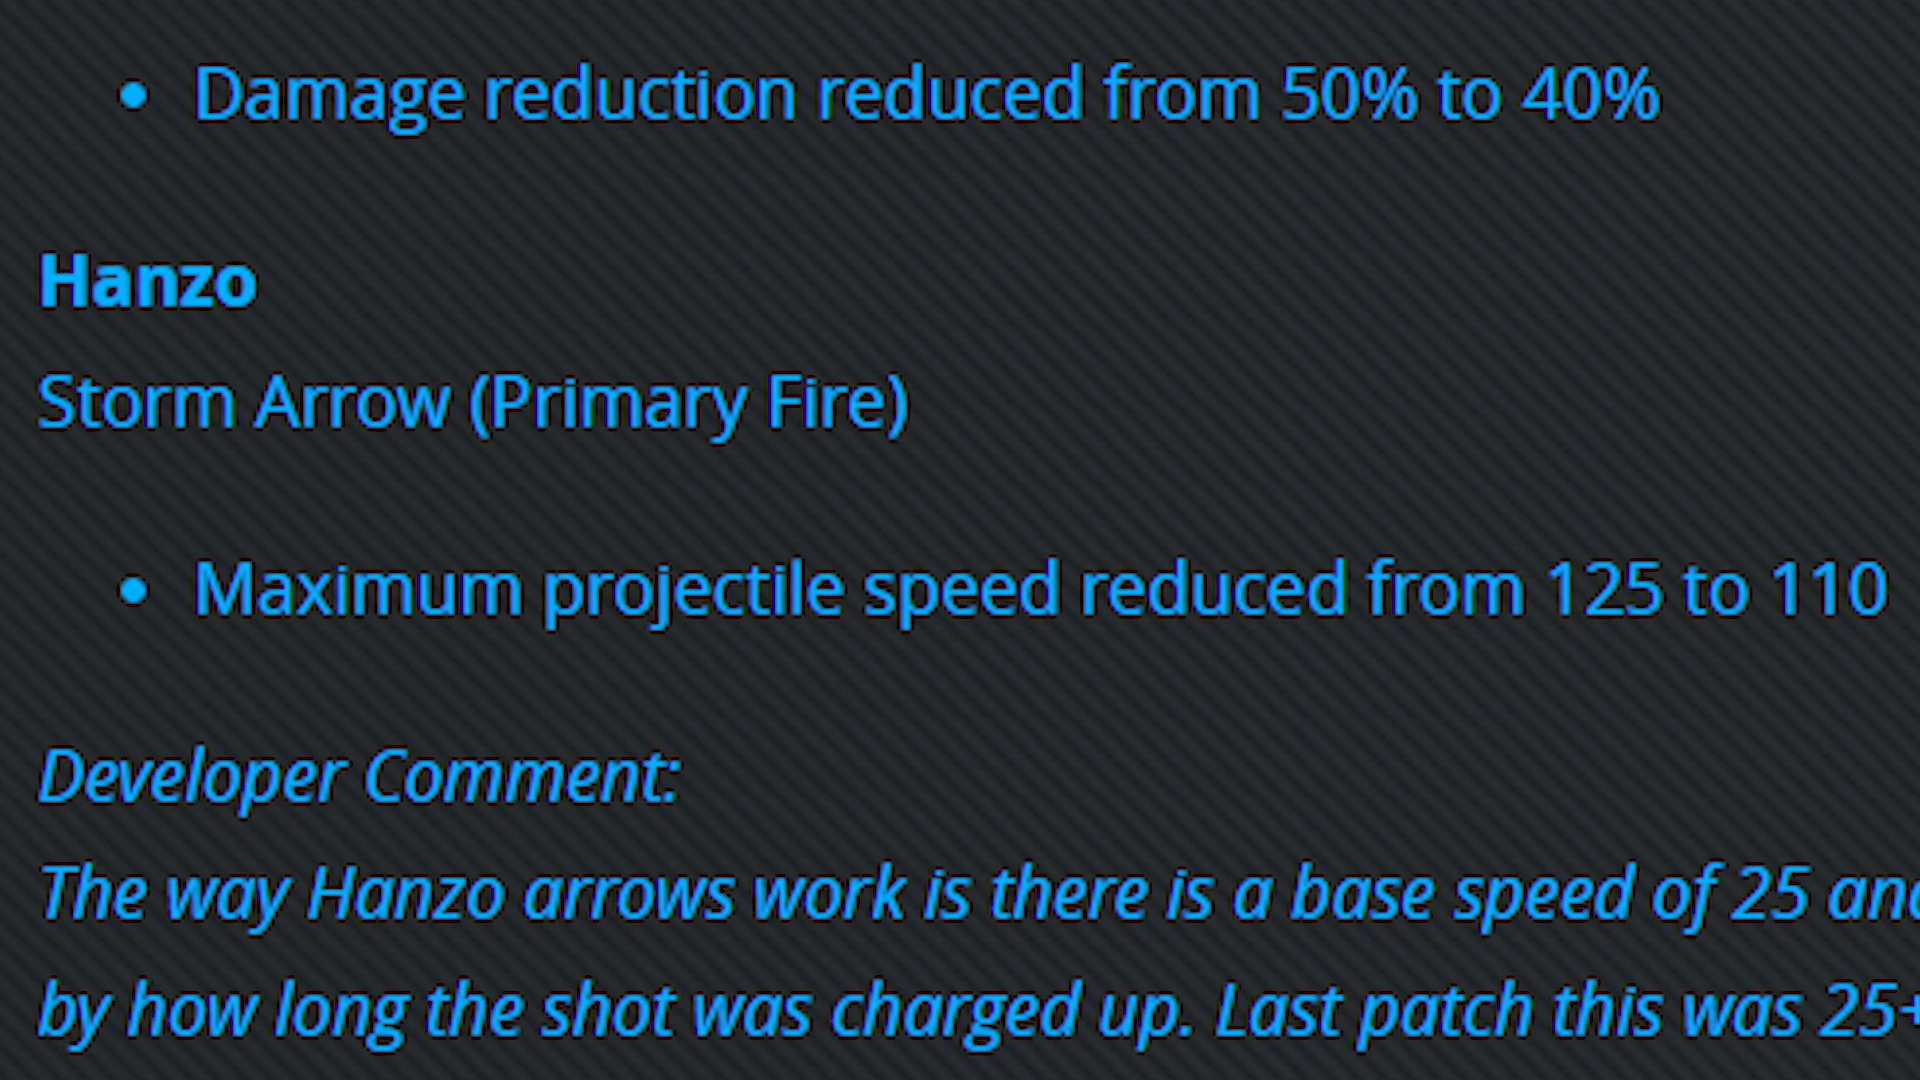 • Damage reduction reduced from 50% to 40%
Hanzo
Storm Arrow (Primary Fire)
• Maximum projectile speed reduced from 125 to 110
Developer Comment:
The way Hanzo arrows work is there is a base speed of 25 and
by how long the shot was charged up. Last patch this was 25+